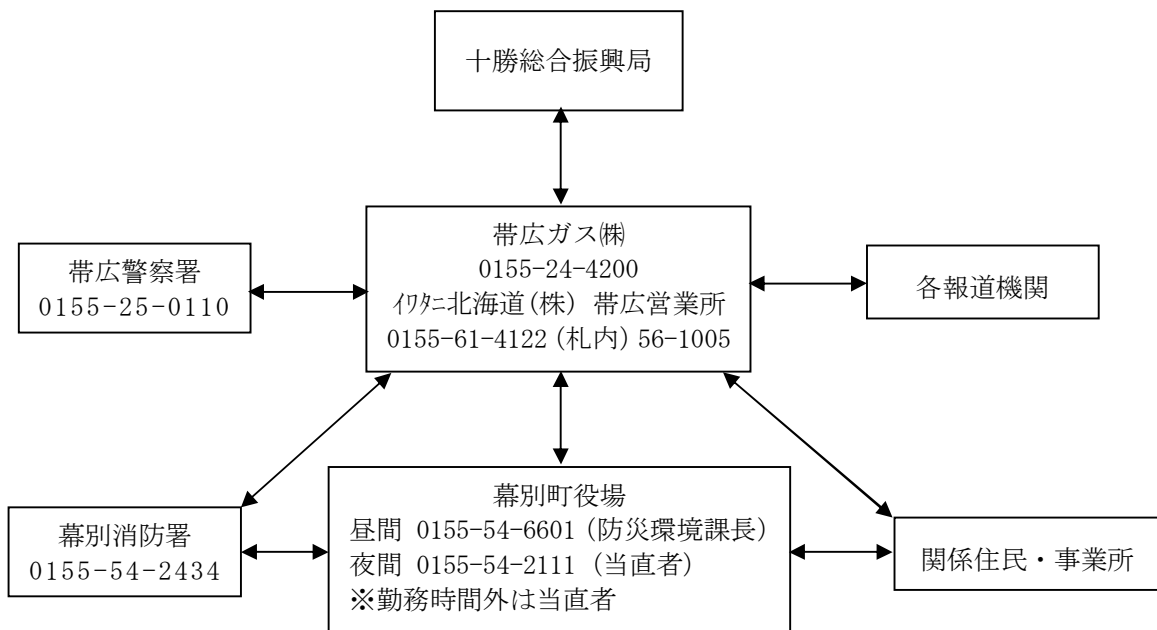 十勝総合振興局
帯広ガス㈱
0155-24-4200
ｲﾜﾀﾆ北海道(株) 帯広営業所
0155-61-4122(札内)56-1005
帯広警察署
0155-25-0110
各報道機関
幕別消防署
0155-54-2434
幕別町役場
昼間 0155-54-6601(防災環境課長)
夜間 0155-54-2111 (当直者)
※勤務時間外は当直者
関係住民・事業所